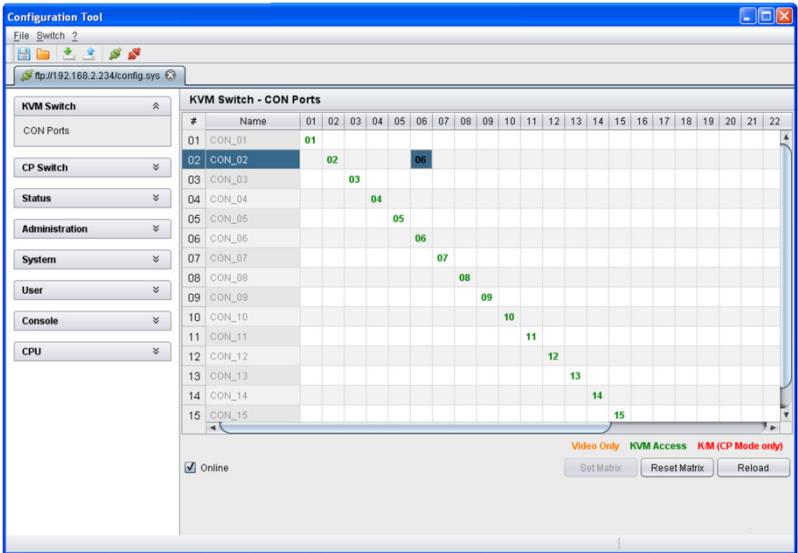 Configuration Tool
File Switch ?
ftp://192.168.2.234/config.sys
KVM Switch
CON Ports
CP Switch
Status
Administration
System
User
Console
CPU
KVM Switch - CON Ports
# Name 01 02 03 04 05 06 07 08 09 10 11 12 13 14 15 16 17 18 19 20 21 22
01 CON_01 01
02 CON_02 02 06
03 CON_03 03
04 CON_04 04
05 CON_05 05
06 CON_06 06
07 CON_07 07
08 CON_08 08
09 CON_09 09
10 CON_10 10
11 CON_11 11
12 CON_12 12
13 CON_13 13
14 CON_14 14
15 CON_15 15
Video Only KVM Access K/M (CP Mode only)
Online
Set Matrix Reset Matrix Reload